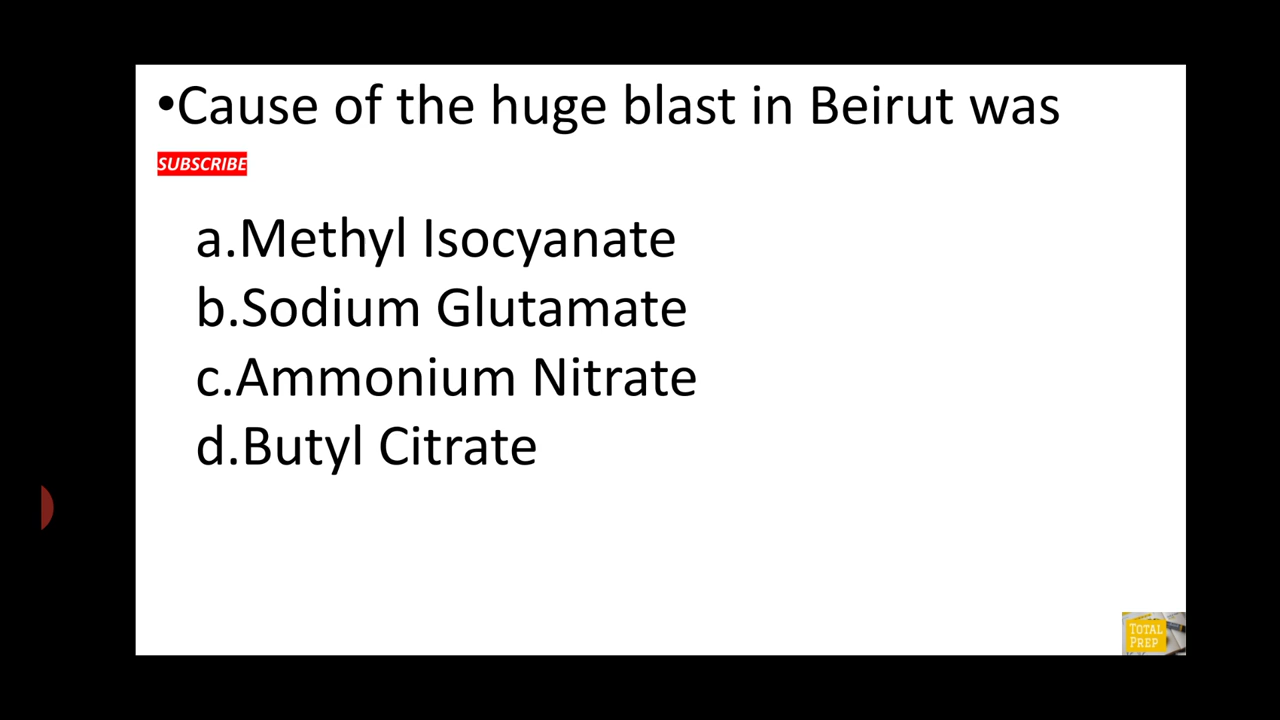 •Cause of the huge blast in Beirut was
SUBSCRIBE
a.Methyl Isocyanate
b.Sodium Glutamate
c.Ammonium Nitrate
d.Butyl Citrate
TOTAL
PREP